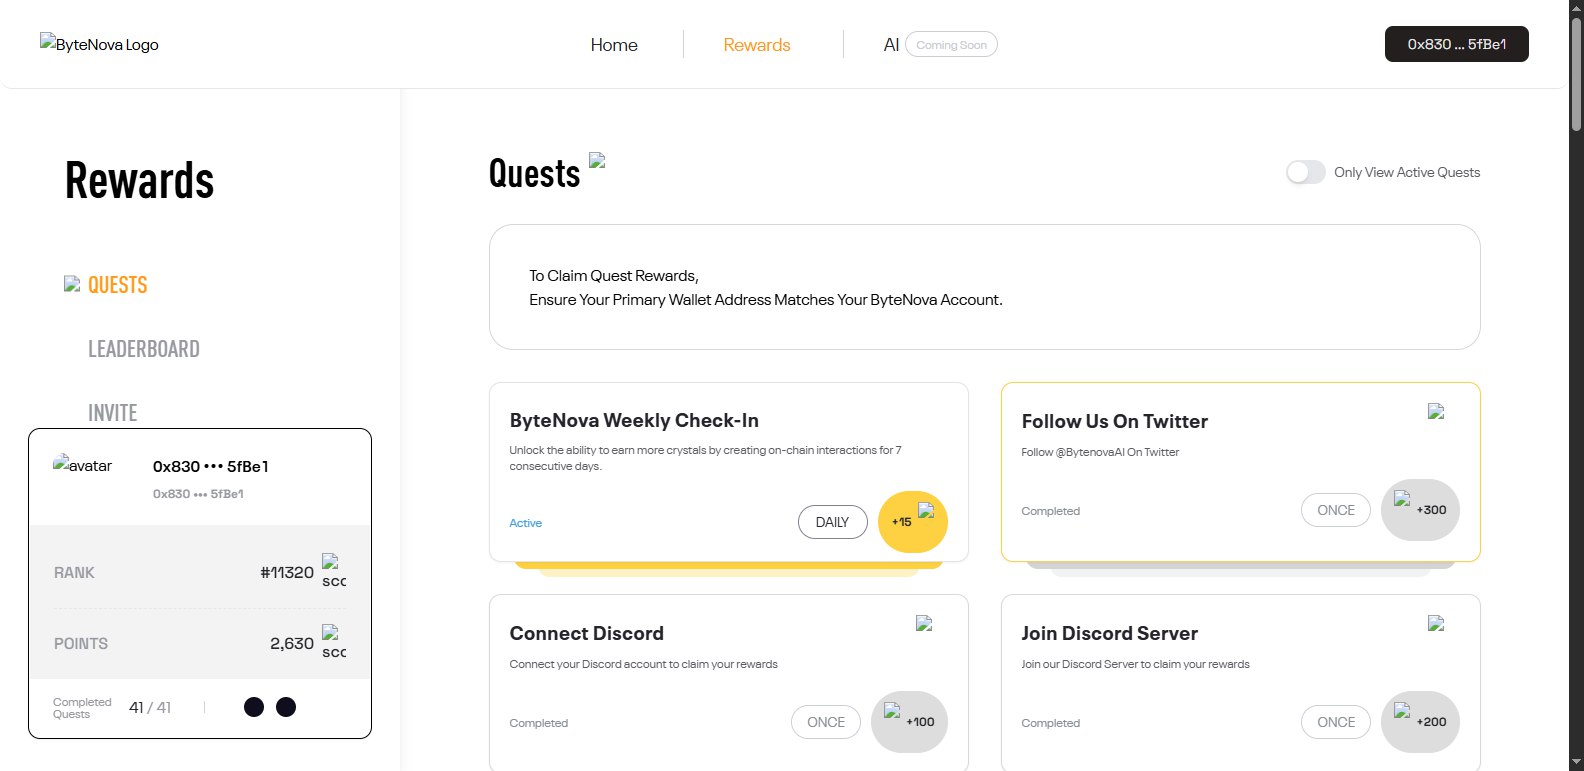 ByteNova Logo
Home
Rewards
AI
Coming Soon
0x830 ... 5fBe1
Rewards
QUESTS
LEADERBOARD
INVITE
avatar
0x830 ••• 5fBe1
0x830 ••• 5fBe1
RANK
#11320
sco
POINTS
2,630
sco
Completed
Quests
41 / 41
Quests
Only View Active Quests
To Claim Quest Rewards,
Ensure Your Primary Wallet Address Matches Your ByteNova Account.
ByteNova Weekly Check-In
Unlock the ability to earn more crystals by creating on-chain interactions for 7
consecutive days.
Active
DAILY
+15
Follow Us On Twitter
Follow @BytenovaAI On Twitter
Completed
ONCE
+300
Connect Discord
Connect your Discord account to claim your rewards
Completed
ONCE
+100
Join Discord Server
Join our Discord Server to claim your rewards
Completed
ONCE
+200